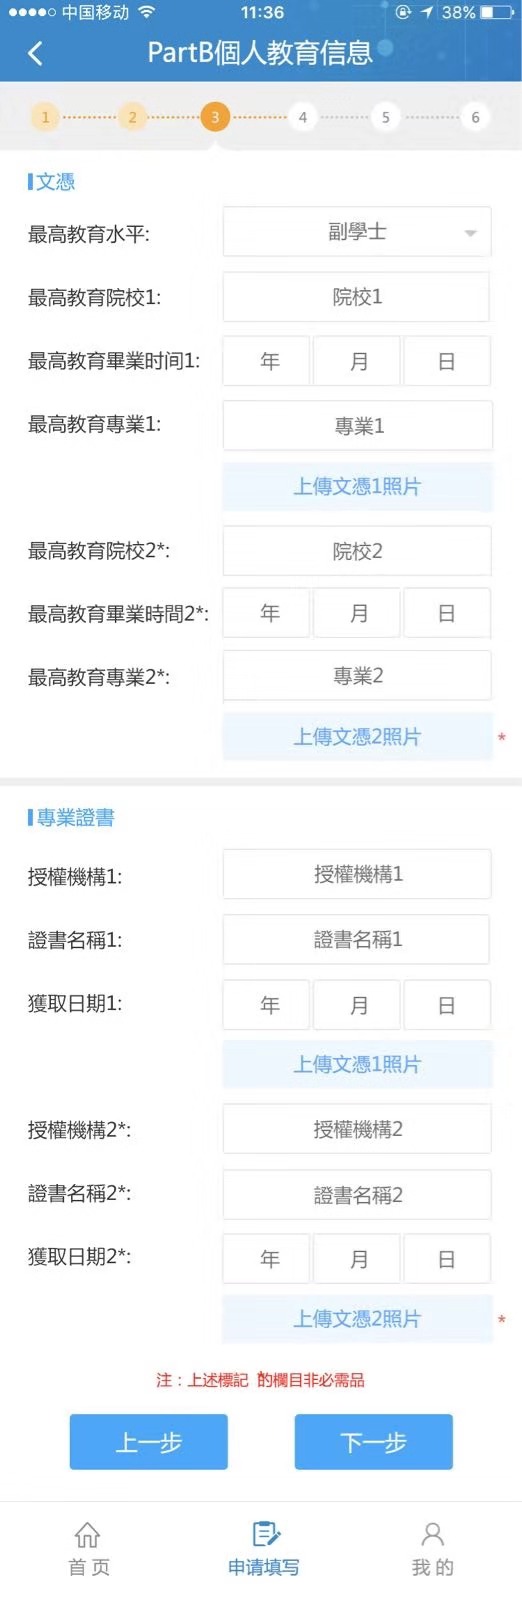 中国移动 11:36 38%
PartB個人教育信息
1 2 3 4 5 6
文憑
最高教育水平: 副學士
最高教育院校1: 院校1
最高教育畢業时间1: 年 月 日
最高教育專業1: 專業1
上傳文憑1照片
最高教育院校2*: 院校2
最高教育畢業時間2*: 年 月 日
最高教育專業2*: 專業2
上傳文憑2照片 *
專業證書
授權機構1: 授權機構1
證書名稱1: 證書名稱1
獲取日期1: 年 月 日
上傳文憑1照片
授權機構2*: 授權機構2
證書名稱2*: 證書名稱2
獲取日期2*: 年 月 日
上傳文憑2照片 *
注：上述標記 *的欄目非必需品
上一步 下一步
首页 申请填写 我的